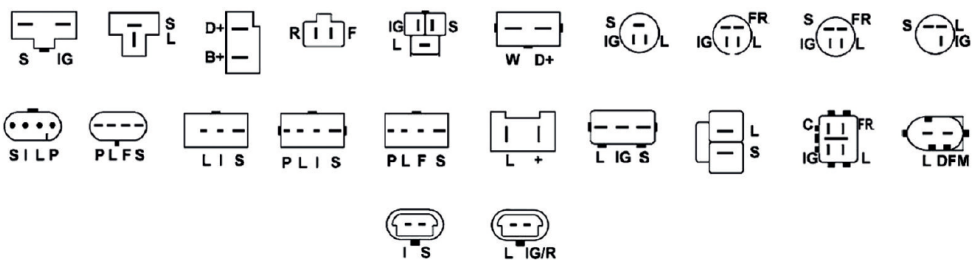 S IG
S
L
D+
B+
R F
IG S
L
W D+
S
IG L
FR
IG L
S FR
IG L
S L
IG
S I L P
P L F S
L I S
P L I S
P L F S
L +
L IG S
L
S
C FR
IG L
L DFM
I S
L IG/R